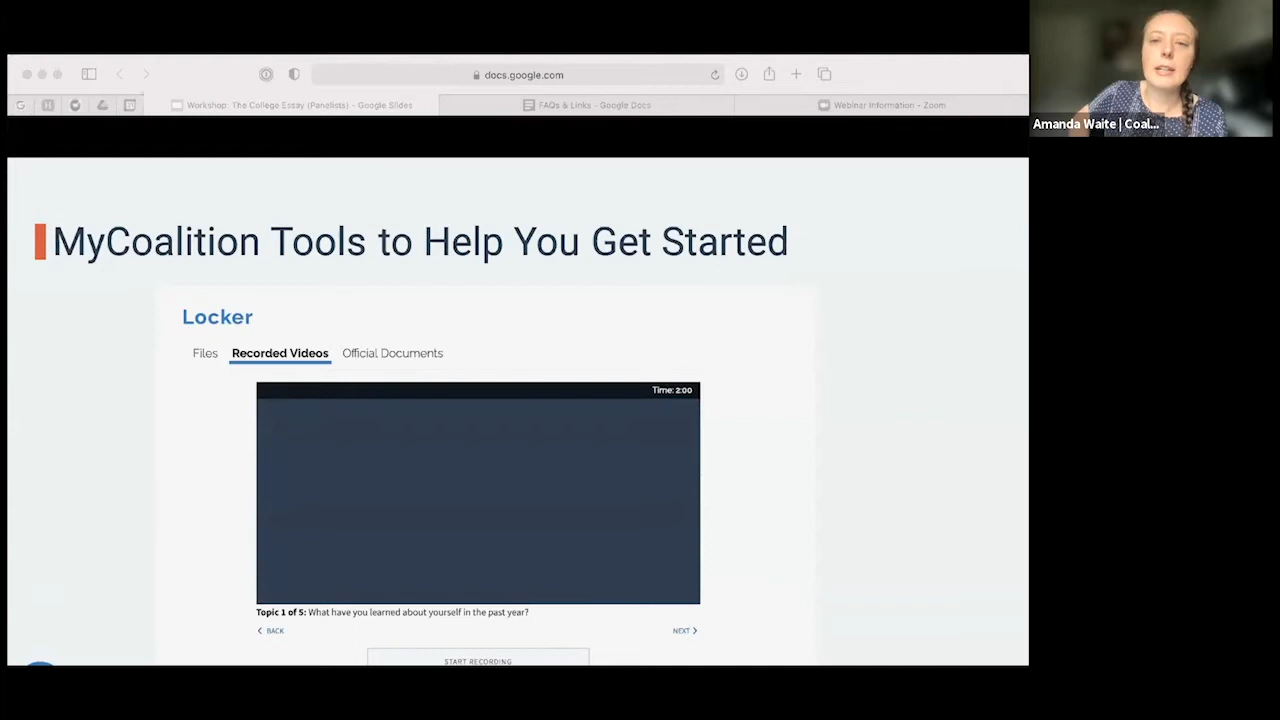 docs.google.com
Workshop: The College Essay (Panelists) - Google Slides
FAQs & Links - Google Docs
Webinar Information - Zoom
Amanda Waite | Coal...
MyCoalition Tools to Help You Get Started
Locker
Files Recorded Videos Official Documents
Time: 2:00
Topic 1 of 5: What have you learned about yourself in the past year?
BACK
NEXT
START RECORDING